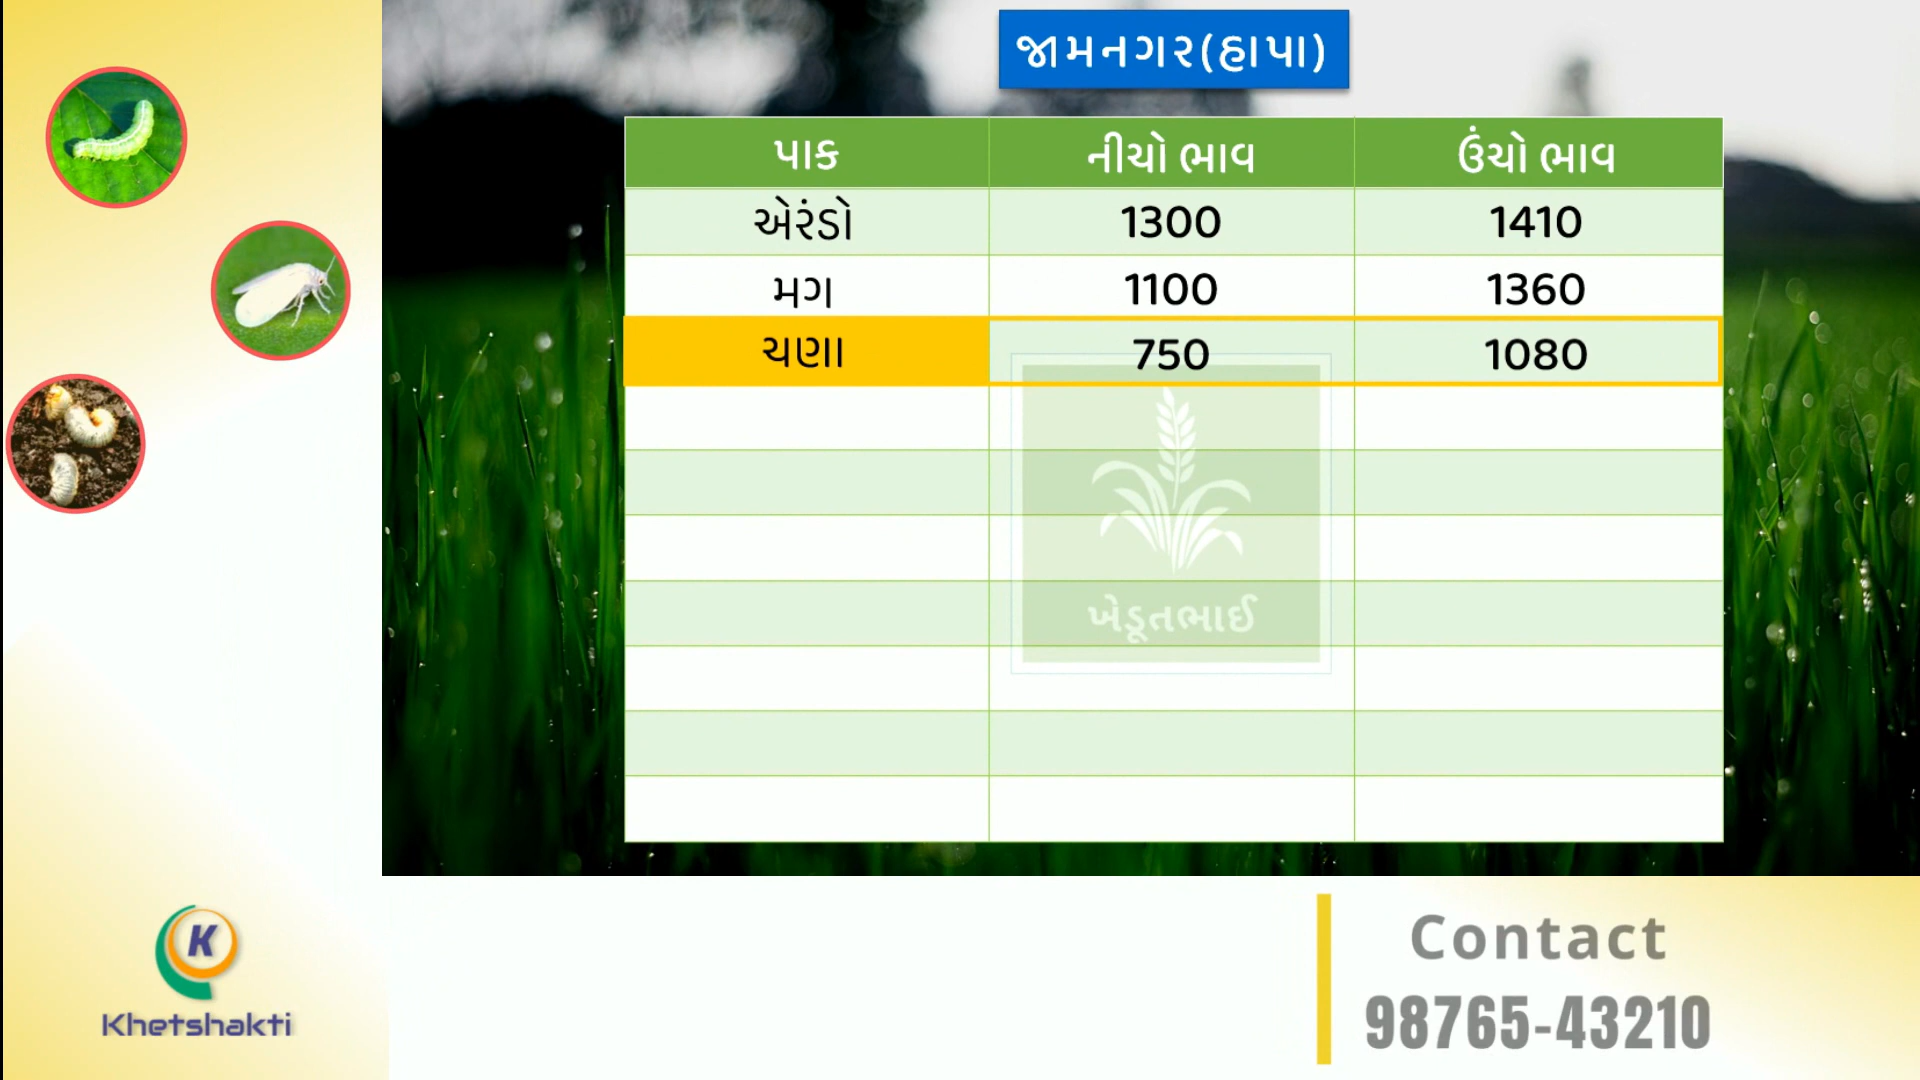 જામનગર(હાપા)
પાક નીચો ભાવ ઉંચો ભાવ
એરંડો 1300 1410
મગ 1100 1360
ચણા 750 1080
ખેડૂતભાઈ
K
Khetshakti
Contact
98765-43210